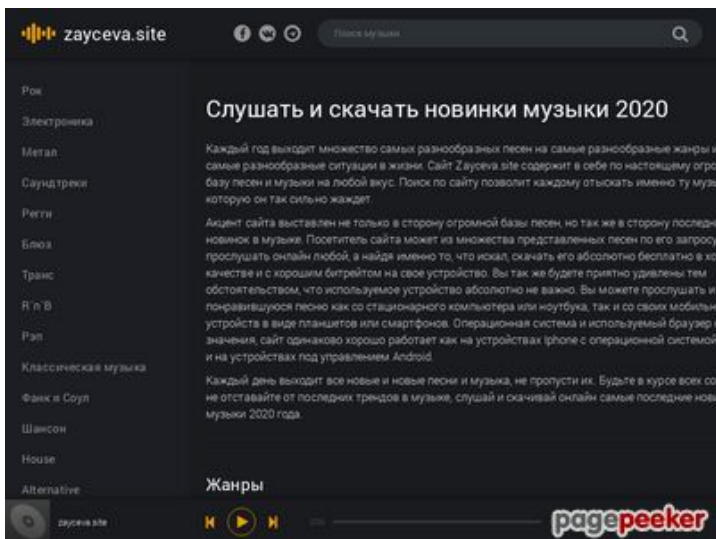 zayceva.site
Поиск музыки
Рок
Электроника
Метал
Саундтреки
Регги
Блюз
Транс
R`n`B
Рэп
Классическая музыка
Фанк и Соул
Шансон
House
Alternative
Слушать и скачать новинки музыки 2020
Каждый год выходит множество самых разнообразных песен на самые разнообразные жанры и
самые разнообразные ситуации в жизни. Сайт Zayceva.site содержит в себе по настоящему огро
базу песен и музыки на любой вкус. Поиск по сайту позволит каждому отыскать именно ту музы
которую он так сильно жаждет.
Акцент сайта выставлен не только в сторону огромной базы песен, но так же в сторону последн
новинок в музыке. Посетитель сайта может из множества представленных песен по его запросу
прослушать онлайн любой, а найдя именно то, что искал, скачать его абсолютно бесплатно в хо
качестве и с хорошим битрейтом на свое устройство. Вы так же будете приятно удивлены тем
обстоятельством, что используемое устройство абсолютно не важно. Вы можете прослушать и
понравившуюся песню как со стационарного компьютера или ноутбука, так и со своих мобильн
устройств в виде планшетов или смартфонов. Операционная система и используемый браузер
значения, сайт одинаково хорошо работает как на устройствах Iphone с операционной системой
и на устройствах под управлением Android.
Каждый день выходит все новые и новые песни и музыка, не пропусти их. Будьте в курсе всех со
не отставайте от последних трендов в музыке, слушай и скачивай онлайн самые последние нов
музыки 2020 года.
Жанры
zayceva.site
pagepeeker